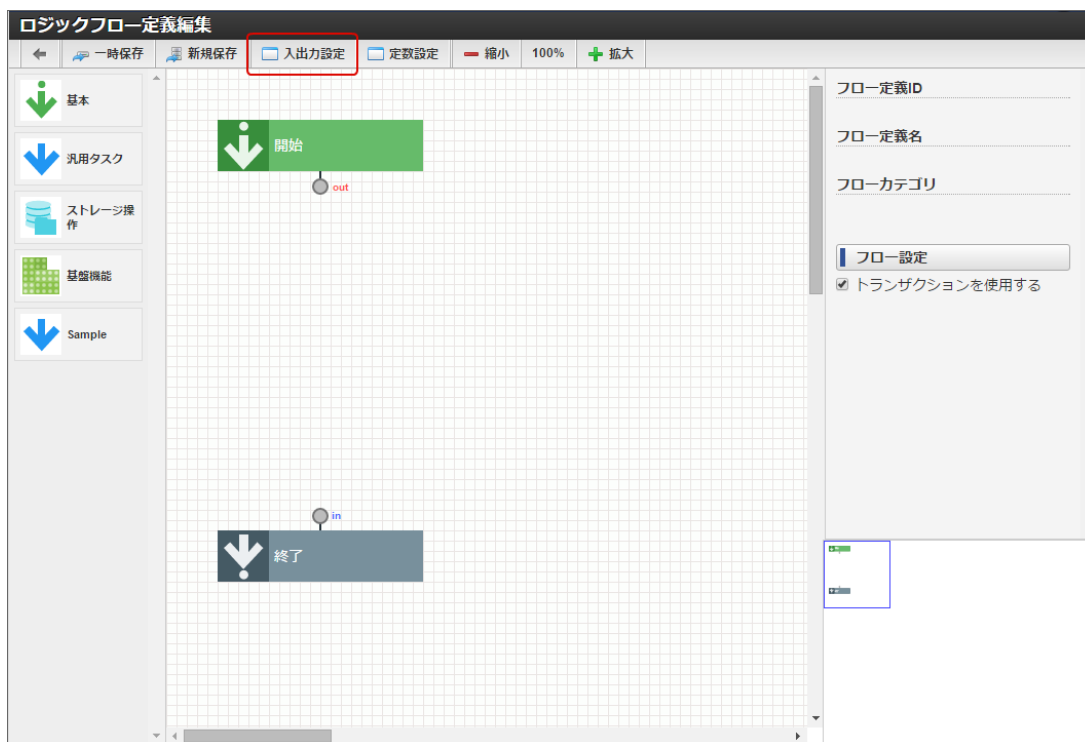 ロジックフロー定義編集
一時保存 新規保存 入出力設定 定数設定 縮小 100% 拡大
基本
汎用タスク
ストレージ操
作
基盤機能
Sample
開始
out
in
終了
フロー定義ID
フロー定義名
フローカテゴリ
フロー設定
トランザクションを使用する